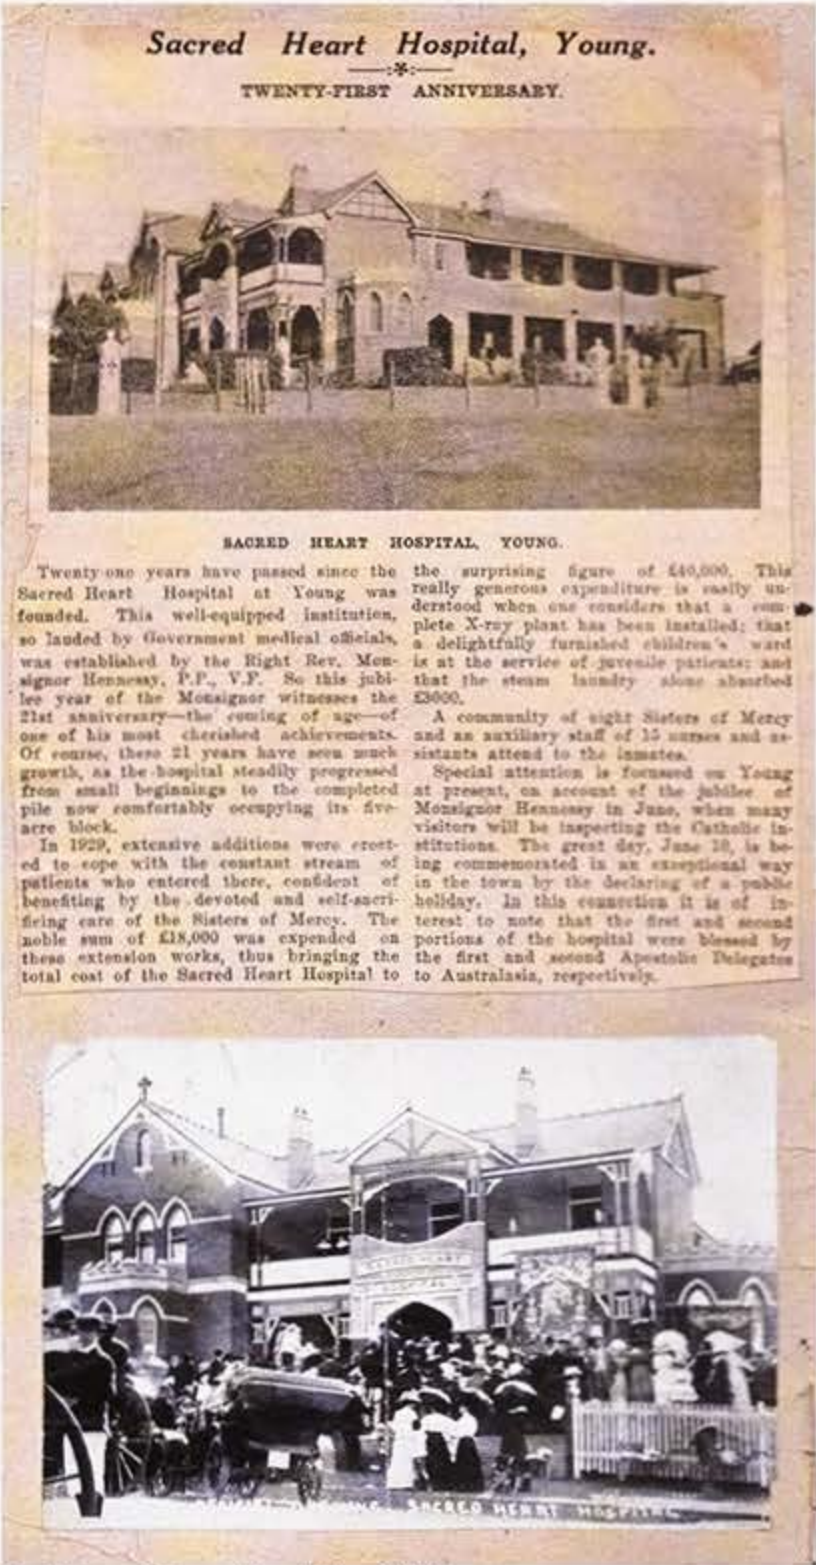 Sacred Heart Hospital, Young.
TWENTY-FIRST ANNIVERSARY.
SACRED HEART HOSPITAL, YOUNG.
Twenty-one years have passed since the
Sacred Heart Hospital at Young was
founded. This well-equipped institution,
so lauded by Government medical officials,
was established by the Right Rev. Mon-
signor Hennessy, P.P., V.F. So this jubi-
lee year of the Monsignor witnesses the
21st anniversary—the coming of age—of
one of his most cherished achievements.
Of course, these 21 years have seen much
growth, as the hospital steadily progressed
from small beginnings to the completed
pile now comfortably occupying its five-
acre block.
In 1929, extensive additions were erect-
ed to cope with the constant stream of
patients who entered there, confident of
benefiting by the devoted and self-sacri-
ficing care of the Sisters of Mercy. The
noble sum of £18,000 was expended on
these extension works, thus bringing the
total cost of the Sacred Heart Hospital to
the surprising figure of £40,000. This
really generous expenditure is easily un-
derstood when one considers that a com-
plete X-ray plant has been installed; that
a delightfully furnished children's ward
is at the service of juvenile patients; and
that the steam laundry alone absorbed
£3000.
A community of eight Sisters of Mercy
and an auxiliary staff of 15 nurses and as-
sistants attend to the inmates.
Special attention is focussed on Young
at present, on account of the jubilee of
Monsignor Hennessy in June, when many
visitors will be inspecting the Catholic in-
stitutions. The great day, June 10, is be-
ing commemorated in an exceptional way
in the town by the declaring of a public
holiday. In this connection it is of in-
terest to note that the first and second
portions of the hospital were blessed by
the first and second Apostolic Delegates
to Australasia, respectively.
SACRED HEART
HOSPITAL
SACRED HEART HOSPITAL